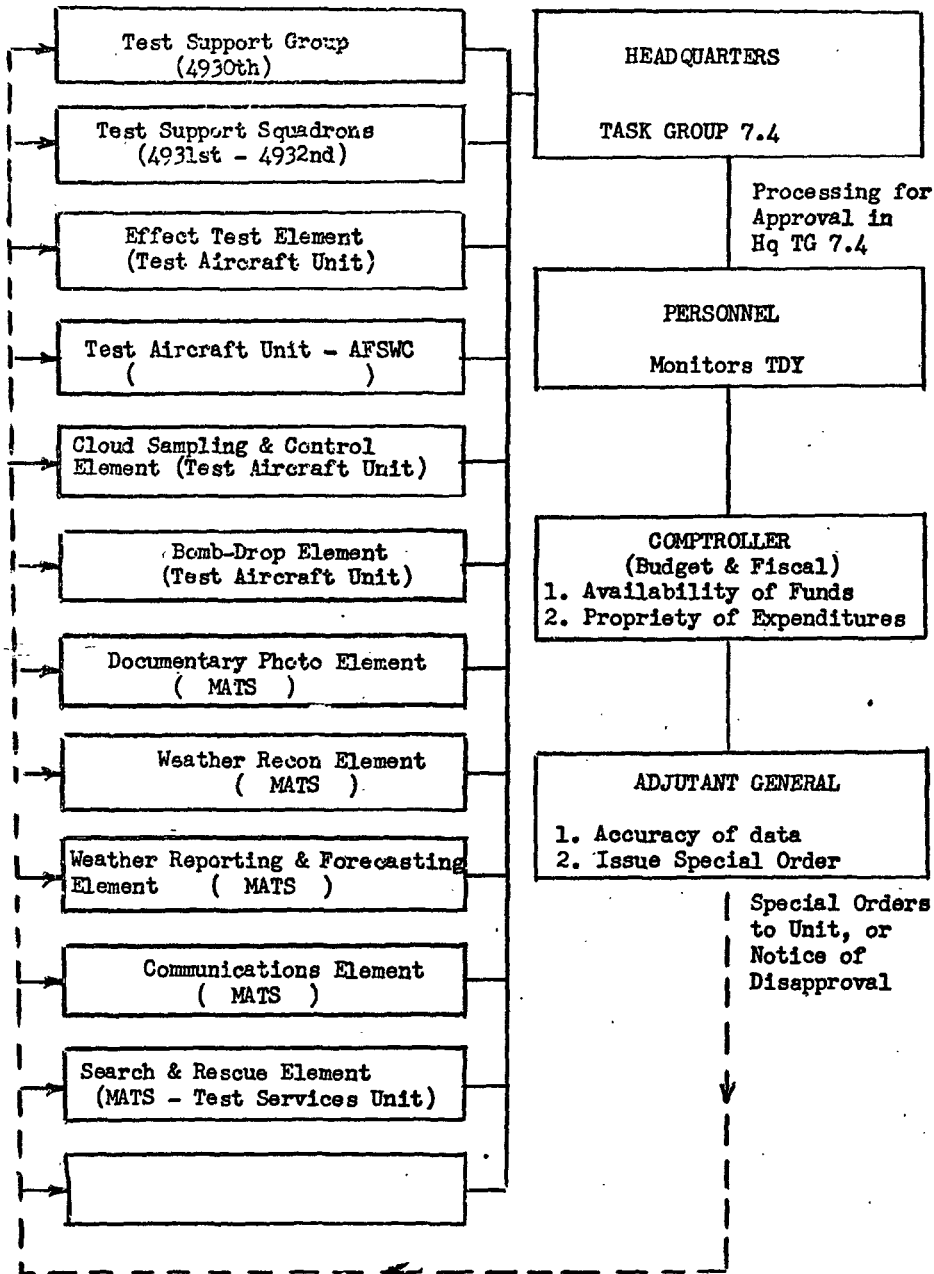 Test Support Group
(4930th)
Test Support Squadrons
(4931st - 4932nd)
Effect Test Element
(Test Aircraft Unit)
Test Aircraft Unit - AFSWC
( )
Cloud Sampling & Control
Element (Test Aircraft Unit)
Bomb-Drop Element
(Test Aircraft Unit)
Documentary Photo Element
( MATS )
Weather Recon Element
( MATS )
Weather Reporting & Forecasting
Element ( MATS )
Communications Element
( MATS )
Search & Rescue Element
(MATS - Test Services Unit)
HEADQUARTERS
TASK GROUP 7.4
Processing for
Approval in
Hq TG 7.4
PERSONNEL
Monitors TDY
COMPTROLLER
(Budget & Fiscal)
1. Availability of Funds
2. Propriety of Expenditures
ADJUTANT GENERAL
1. Accuracy of data
2. Issue Special Order
Special Orders
to Unit, or
Notice of
Disapproval